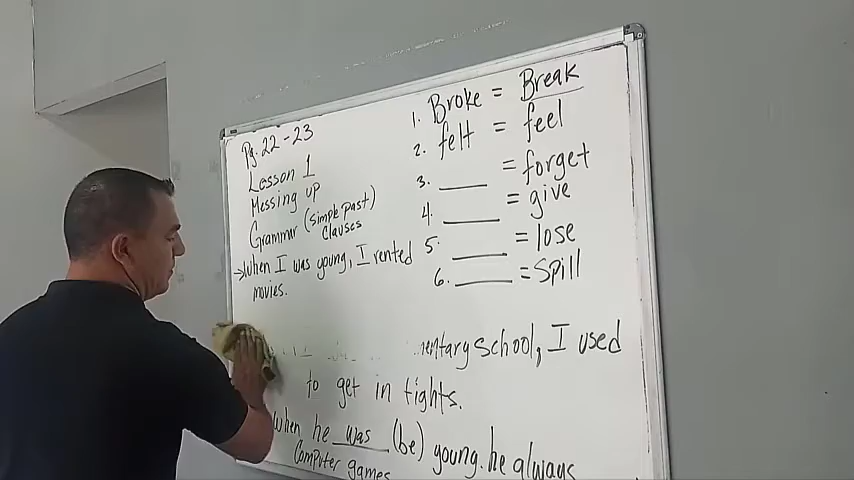 Pg. 22-23
Lesson 1
Messing up
Grammar (simple past)
clauses
→When I was young, I rented
movies.
1. Broke = Break
2. felt = feel
3. ____ = forget
4. ____ = give
5. ____ = lose
6. ____ = Spill
mentary school, I used
to get in tights.
when he was (be) young. he always
Computer games